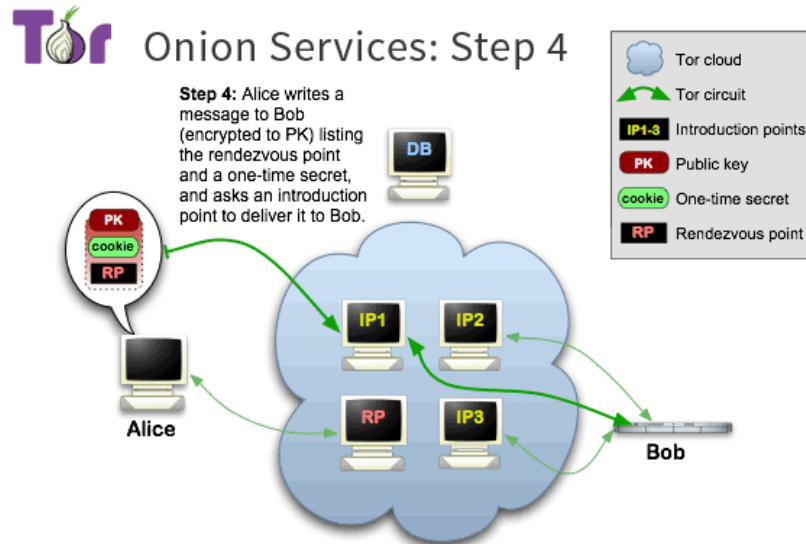 Tor
Onion Services: Step 4
Step 4: Alice writes a
message to Bob
(encrypted to PK) listing
the rendezvous point
and a one-time secret,
and asks an introduction
point to deliver it to Bob.
DB
Tor cloud
Tor circuit
IP1-3 Introduction points
PK Public key
cookie One-time secret
RP Rendezvous point
PK
cookie
RP
IP1
IP2
Alice
RP
IP3
Bob